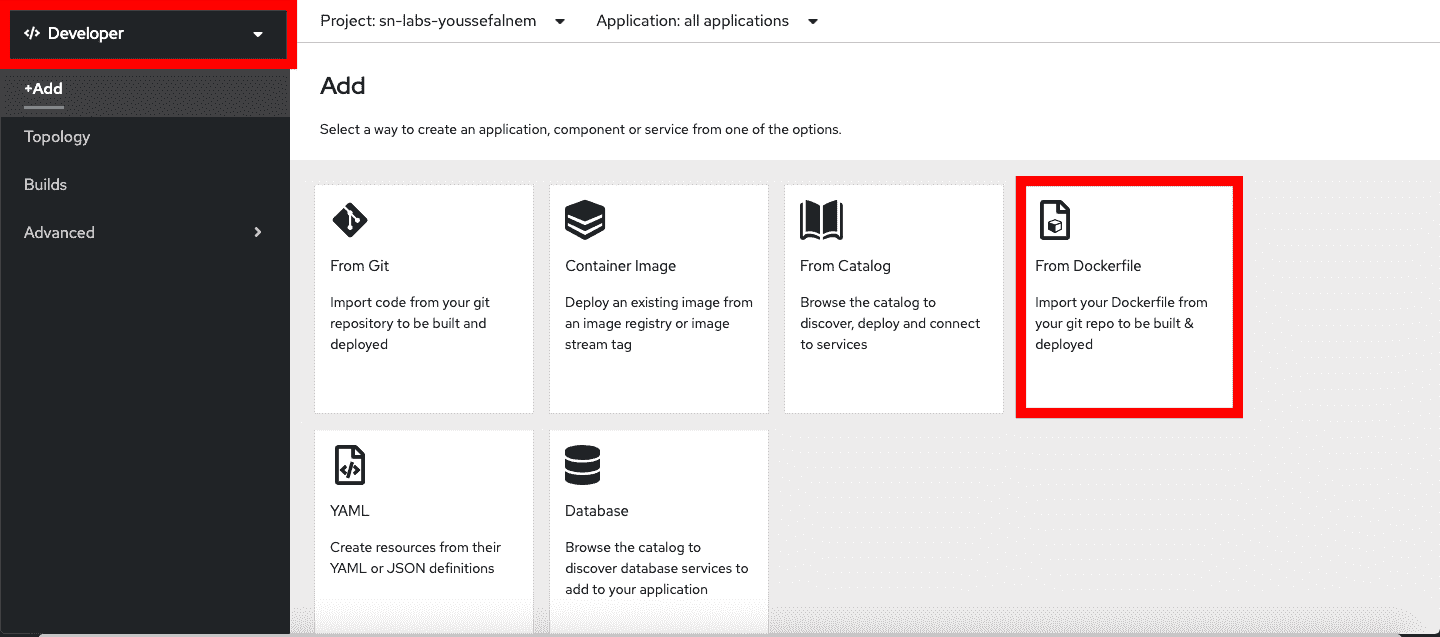 Developer
Project: sn-labs-youssefalnem
Application: all applications
+Add
Topology
Builds
Advanced
Add
Select a way to create an application, component or service from one of the options.
From Git
Import code from your git
repository to be built and
deployed
Container Image
Deploy an existing image from
an image registry or image
stream tag
From Catalog
Browse the catalog to
discover, deploy and connect
to services
From Dockerfile
Import your Dockerfile from
your git repo to be built &
deployed
YAML
Create resources from their
YAML or JSON definitions
Database
Browse the catalog to
discover database services to
add to your application